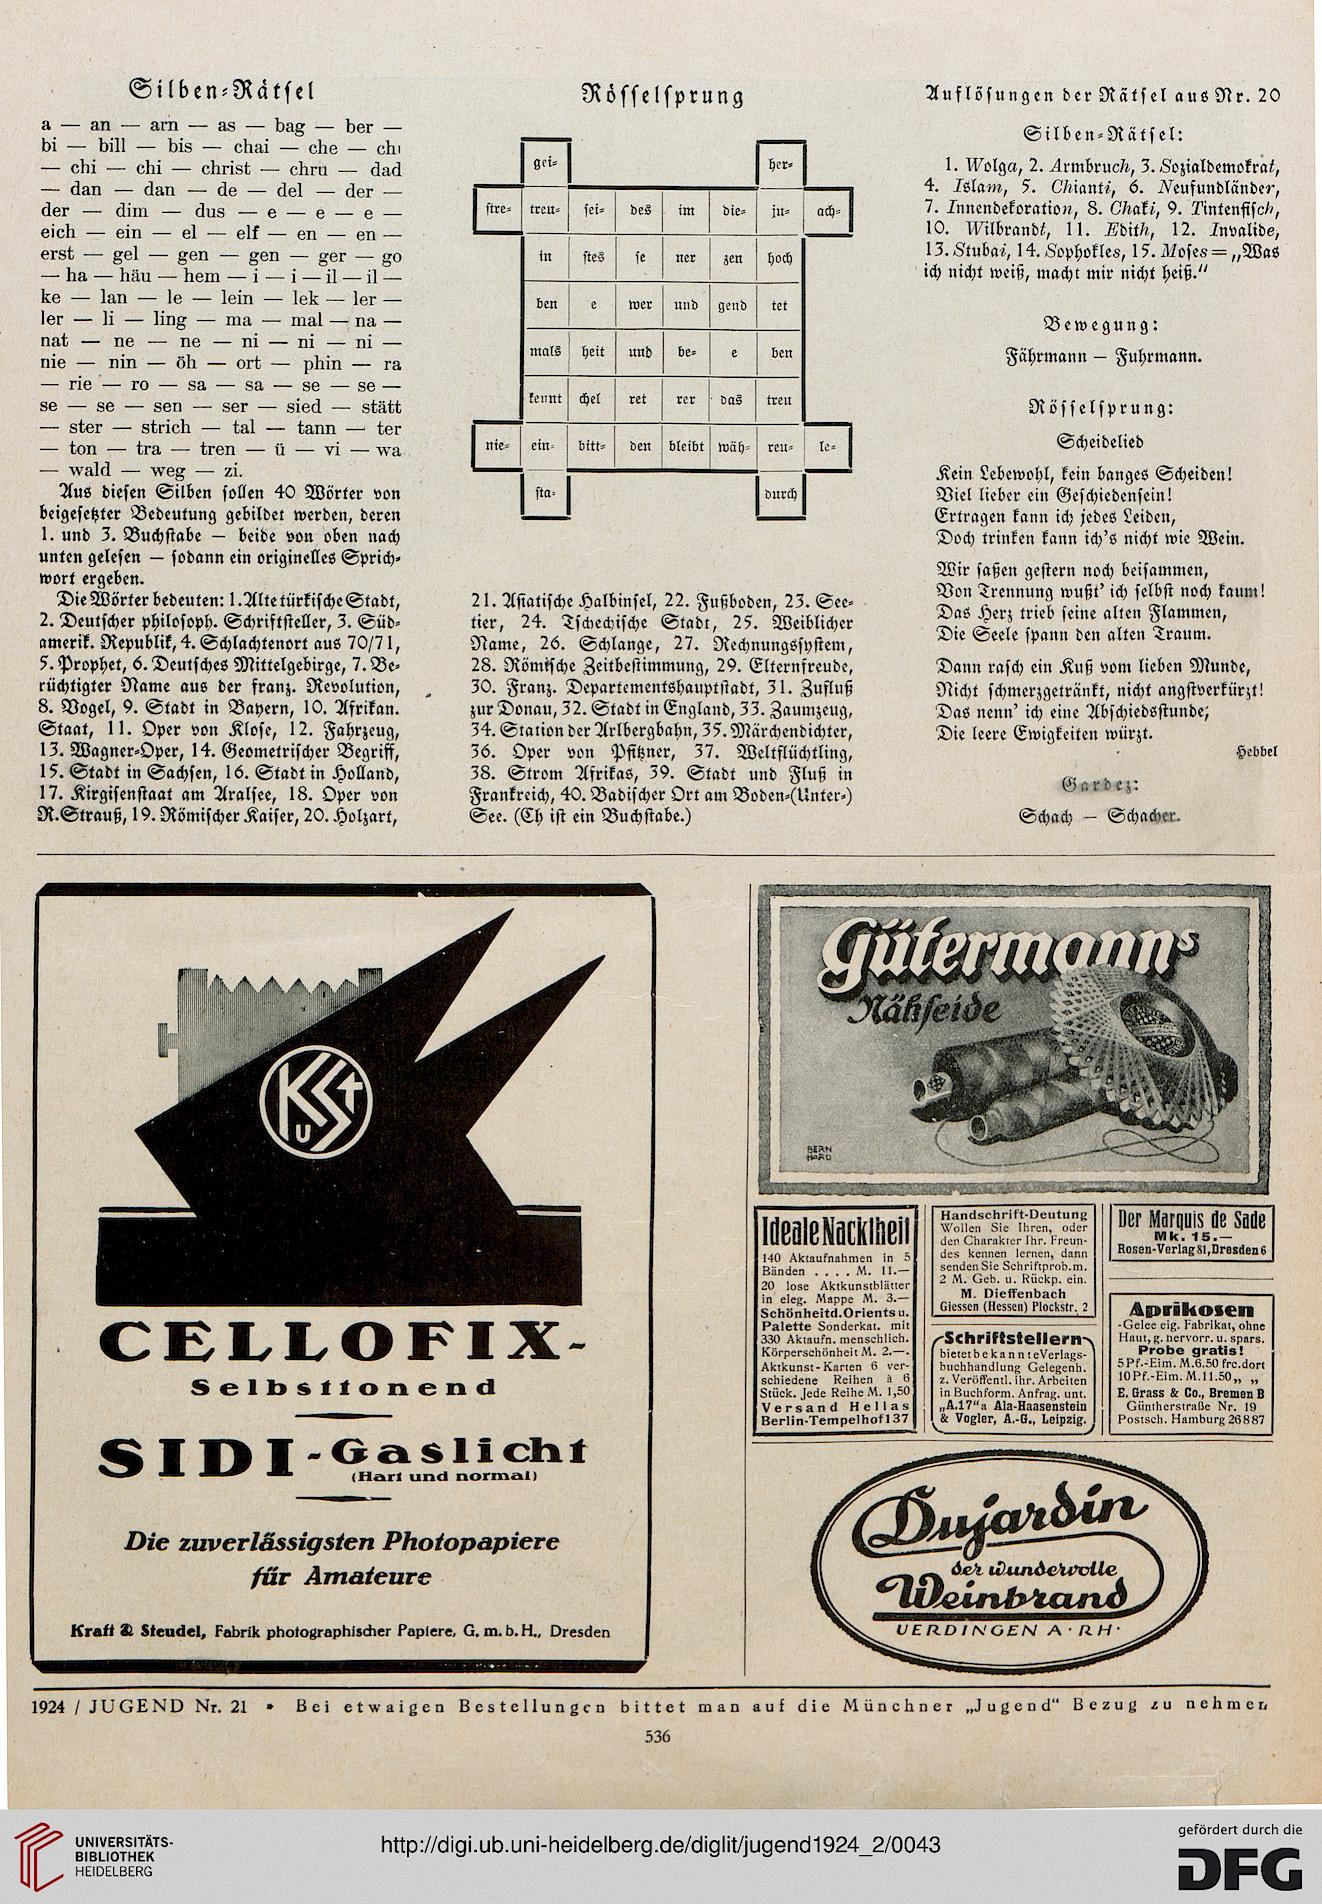 Silben-Rätsel
a — an — arn — as — bag — ber —
bi — bill — bis — chai — che — chi
— chi — chi — christ — chru — dad
— dan — dan — de — del — der —
der — dim — dus — e — e — e —
eich — ein — el — elf — en — en —
erst — gel — gen — gen — ger — go
— ha — häu — hem — i — i — il — il —
ke — lan — le — lein — lek — ler —
ler — li — ling — ma — mal — na —
nat — ne — ne — ni — ni — ni —
nie — nin — öh — ort — phin — ra
— rie — ro — sa — sa — se — se —
se — se — sen — ser — sied — stätt
— ster — strich — tal — tann — ter
— ton — tra — tren — ü — vi — wa
— wald — weg — zi.
Aus diesen Silben sollen 40 Wörter von
beigesetzter Bedeutung gebildet werden, deren
1. und 3. Buchstabe — beide von oben nach
unten gelesen — sodann ein originelles Sprich-
wort ergeben.
Die Wörter bedeuten: 1. Alte türkische Stadt,
2. Deutscher philosoph. Schriftsteller, 3. Süd-
amerik. Republik, 4. Schlachtenort aus 70/71,
5. Prophet, 6. Deutsches Mittelgebirge, 7. Be-
rüchtigter Name aus der franz. Revolution,
8. Vogel, 9. Stadt in Bayern, 10. Afrikan.
Staat, 11. Oper von Klose, 12. Fahrzeug,
13. Wagner-Oper, 14. Geometrischer Begriff,
15. Stadt in Sachsen, 16. Stadt in Holland,
17. Kirgisenstaat am Aralsee, 18. Oper von
R. Strauß, 19. Römischer Kaiser, 20. Holzart,
Rösselsprung
gei- her-
stre- treu- sei- des im die- ju- ach-
in stes se ner zen hoch
ben e wer und gend tet
mals heit und be- e ben
kennt chel ret rer das treu
nie- ein- bitt- den bleibt wäh- ren- le-
sta- durch
21. Asiatische Halbinsel, 22. Fußboden, 23. See-
tier, 24. Tschechische Stadt, 25. Weiblicher
Name, 26. Schlange, 27. Rechnungssystem,
28. Römische Zeitbestimmung, 29. Elternfreude,
30. Franz. Departementshauptstadt, 31. Zufluß
zur Donau, 32. Stadt in England, 33. Zaumzeug,
34. Station der Arlbergbahn, 35. Märchendichter,
36. Oper von Pfitzner, 37. Weltflüchtling,
38. Strom Afrikas, 39. Stadt und Fluß in
Frankreich, 40. Badischer Ort am Boden-(Unter-)
See. (Ch ist ein Buchstabe.)
Auflösungen der Rätsel aus Nr. 20
Silben-Rätsel:
1. Wolga, 2. Armbruch, 3. Sozialdemokrat,
4. Islam, 5. Chianti, 6. Neufundländer,
7. Innendekoration, 8. Chaki, 9. Tintenfisch,
10. Wilbrandt, 11. Edith, 12. Invalide,
13. Stubai, 14. Sophokles, 15. Moses = „Was
ich nicht weiß, macht mir nicht heiß.“
Bewegung:
Fährmann — Fuhrmann.
Rösselsprung:
Scheidelied
Kein Lebewohl, kein banges Scheiden!
Viel lieber ein Geschiedensein!
Ertragen kann ich jedes Leiden,
Doch trinken kann ich's nicht wie Wein.
Wir saßen gestern noch beisammen,
Von Trennung wußt' ich selbst noch kaum!
Das Herz trieb seine alten Flammen,
Die Seele spann den alten Traum.
Dann rasch ein Kuß vom lieben Munde,
Nicht schmerzgetränkt, nicht angstverkürzt!
Das nenn' ich eine Abschiedsstunde,
Die leere Ewigkeiten würzt.
Hebbel
Gardez:
Schach — Schacher.
K u St
CELLOFIX-
Selbsttonend
SIDI-Gaslicht
(Hart und normal)
Die zuverlässigsten Photopapiere
für Amateure
Kraft & Steudel, Fabrik photographischer Papiere, G. m. b. H., Dresden
Gütermanns
Nähseide
BERN
HARD
Ideale Nacktheit
140 Aktaufnahmen in 5
Bänden . . . . M. 11.—
20 lose Aktkunstblätter
in eleg. Mappe M. 3.—
Schönheit d. Orients u.
Palette Sonderkat. mit
330 Aktaufn. menschlich.
Körperschönheit M. 2.—.
Aktkunst-Karten 6 ver-
schiedene Reihen à 6
Stück. Jede Reihe M. 1,50
Versand Hellas
Berlin-Tempelhof 137
Handschrift-Deutung
Wollen Sie Ihren, oder
den Charakter Ihr. Freun-
des kennen lernen, dann
senden Sie Schriftprob. m.
2 M. Geb. u. Rückp. ein.
M. Dieffenbach
Giessen (Hessen) Plockstr. 2
Schriftstellern
bietet bekannte Verlags-
buchhandlung Gelegenh.
z. Veröffentl. ihr. Arbeiten
in Buchform. Anfrag. unt.
„A. 17“ a Ala-Haasenstein
& Vogler, A.-G., Leipzig.
Der Marquis de Sade
Mk. 15.—
Rosen-Verlag 81, Dresden 6
Aprikosen
-Gelee eig. Fabrikat, ohne
Haut, g. hervorr. u. spars.
Probe gratis!
5 Pf.-Eim. M. 6.50 frc. dort
10 Pf.-Eim. M. 11.50 „ „
E. Grass & Co., Bremen B
Güntherstraße Nr. 19
Postsch. Hamburg 26887
Dujardin
der wundervolle
Weinbrand
UERDINGEN A·RH·
1924 / JUGEND Nr. 21 * Bei etwaigen Bestellungen bittet man auf die Münchner „Jugend“ Bezug zu nehmen
536
UNIVERSITÄTS-
BIBLIOTHEK
HEIDELBERG
http://digi.ub.uni-heidelberg.de/diglit/jugend1924_2/0043
gefördert durch die
DFG